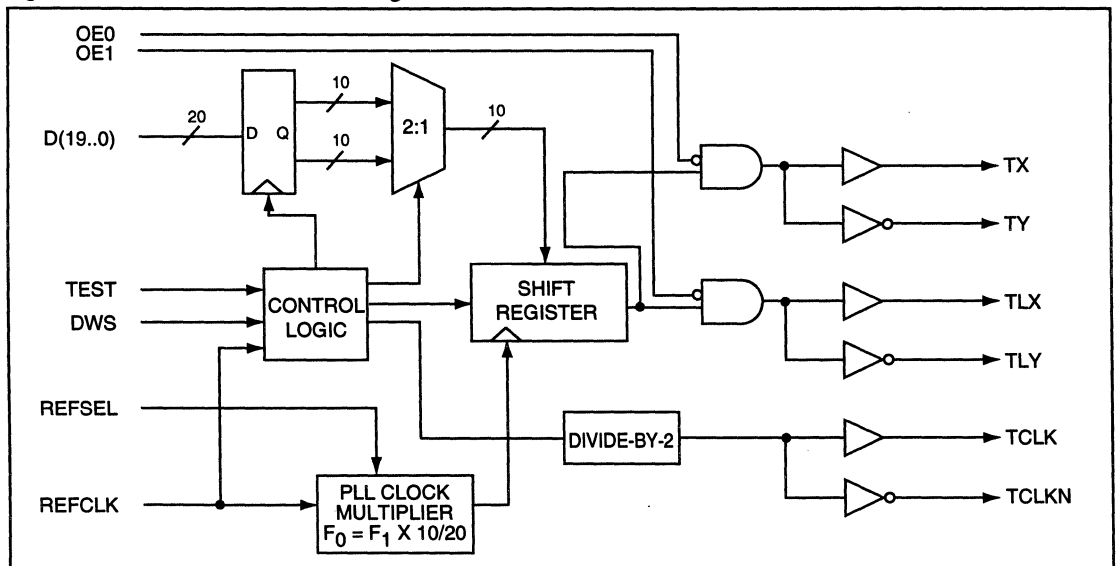 OE0
OE1
D(19..0)
20
D Q
10
10
2:1
10
TX
TY
TEST
DWS
CONTROL
LOGIC
SHIFT
REGISTER
TLX
TLY
REFSEL
REFCLK
PLL CLOCK
MULTIPLIER
F0 = F1 X 10/20
DIVIDE-BY-2
TCLK
TCLKN